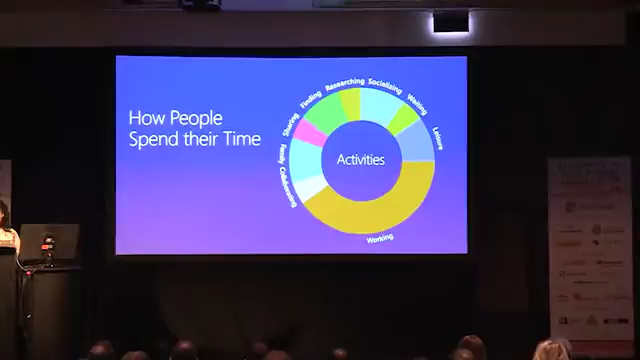 How People
Spend their Time
Activities
Researching
Socializing
Waiting
Leisure
Working
Collaborating
Family
Sharing
Finding